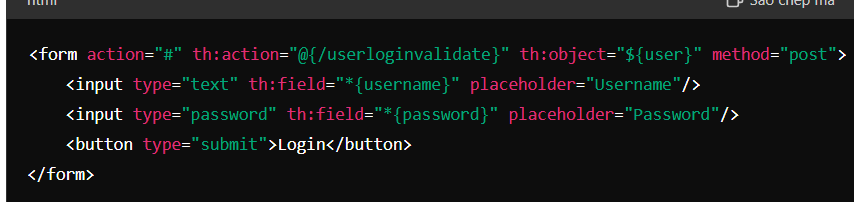 html Sao chép mã
<form action="#" th:action="@{/userloginvalidate}" th:object="${user}" method="post">
<input type="text" th:field="*{username}" placeholder="Username"/>
<input type="password" th:field="*{password}" placeholder="Password"/>
<button type="submit">Login</button>
</form>